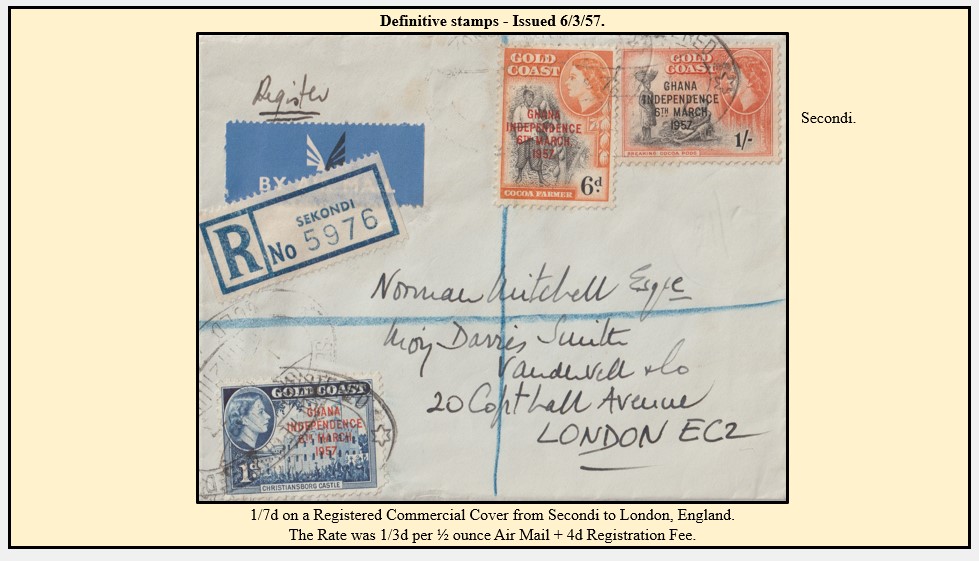 Definitive stamps - Issued 6/3/57.
Register
BY
R
SEKONDI
No 5976
GOLD
COAST
GHANA
INDEPENDENCE
6TH MARCH,
1957.
6d
COCOA FARMER
GOLD
COAST
GHANA
INDEPENDENCE
6TH MARCH,
1957.
1/-
BREAKING COCOA PODS
Secondi.
Norman Mitchell Esqre
Davies Smith
Vandervell & Co
20 Copthall Avenue
LONDON EC2
GOLD COAST
GHANA
INDEPENDENCE
6TH MARCH,
1957.
1d
CHRISTIANSBORG CASTLE
1/7d on a Registered Commercial Cover from Secondi to London, England.
The Rate was 1/3d per ½ ounce Air Mail + 4d Registration Fee.